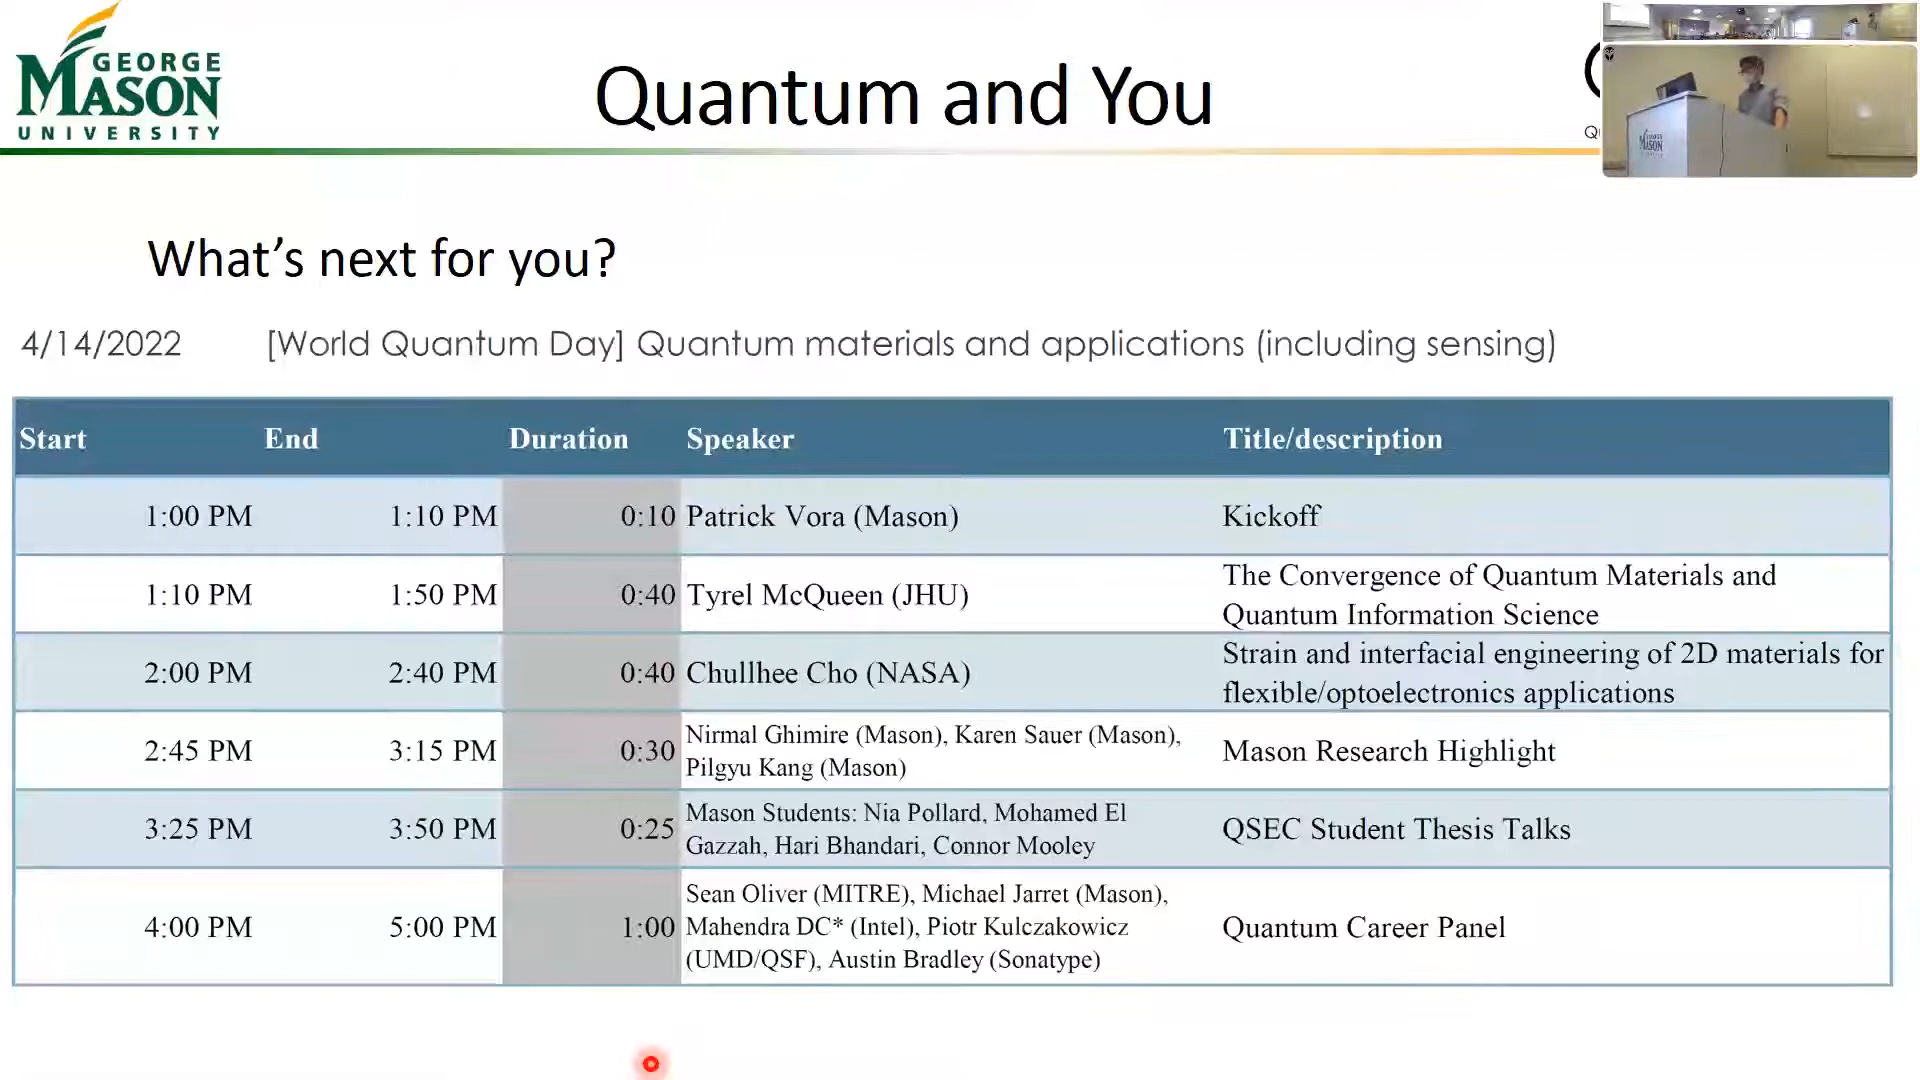 GEORGE
MASON
UNIVERSITY
Quantum and You
What's next for you?
4/14/2022 [World Quantum Day] Quantum materials and applications (including sensing)
Start End Duration Speaker Title/description
1:00 PM 1:10 PM 0:10 Patrick Vora (Mason) Kickoff
1:10 PM 1:50 PM 0:40 Tyrel McQueen (JHU) The Convergence of Quantum Materials and
Quantum Information Science
2:00 PM 2:40 PM 0:40 Chullhee Cho (NASA) Strain and interfacial engineering of 2D materials for
flexible/optoelectronics applications
2:45 PM 3:15 PM 0:30 Nirmal Ghimire (Mason), Karen Sauer (Mason),
Pilgyu Kang (Mason) Mason Research Highlight
3:25 PM 3:50 PM 0:25 Mason Students: Nia Pollard, Mohamed El
Gazzah, Hari Bhandari, Connor Mooley QSEC Student Thesis Talks
4:00 PM 5:00 PM 1:00 Sean Oliver (MITRE), Michael Jarret (Mason),
Mahendra DC* (Intel), Piotr Kulczakowicz
(UMD/QSF), Austin Bradley (Sonatype) Quantum Career Panel
GEORGE
MASON